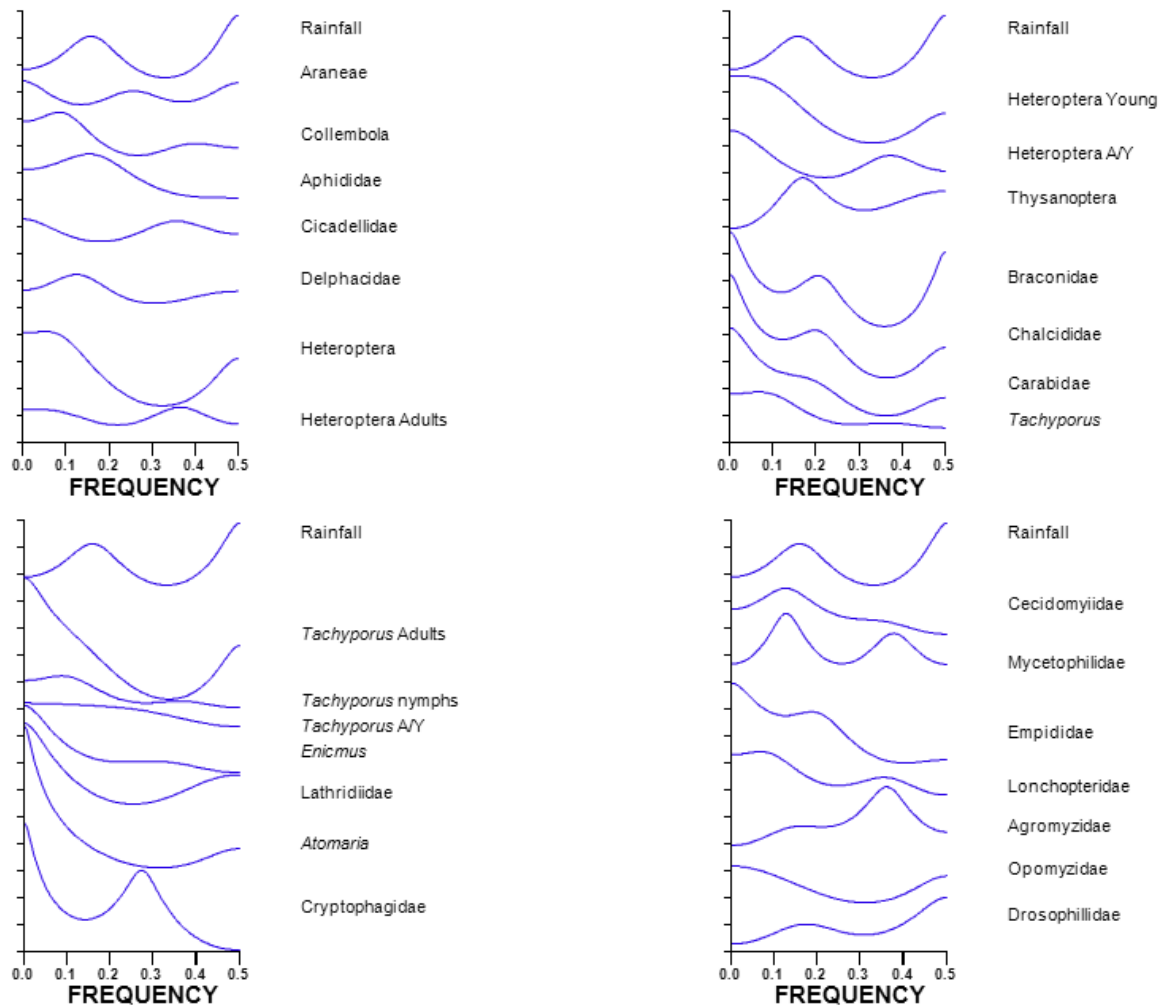 Rainfall
Araneae
Collembola
Aphididae
Cicadellidae
Delphacidae
Heteroptera
Heteroptera Adults
0.0 0.1 0.2 0.3 0.4 0.5
FREQUENCY
Rainfall
Heteroptera Young
Heteroptera A/Y
Thysanoptera
Braconidae
Chalcididae
Carabidae
Tachyporus
0.0 0.1 0.2 0.3 0.4 0.5
FREQUENCY
Rainfall
Tachyporus Adults
Tachyporus nymphs
Tachyporus A/Y
Enicmus
Lathridiidae
Atomaria
Cryptophagidae
0.0 0.1 0.2 0.3 0.4 0.5
FREQUENCY
Rainfall
Cecidomyiidae
Mycetophilidae
Empididae
Lonchopteridae
Agromyzidae
Opomyzidae
Drosophillidae
0.0 0.1 0.2 0.3 0.4 0.5
FREQUENCY